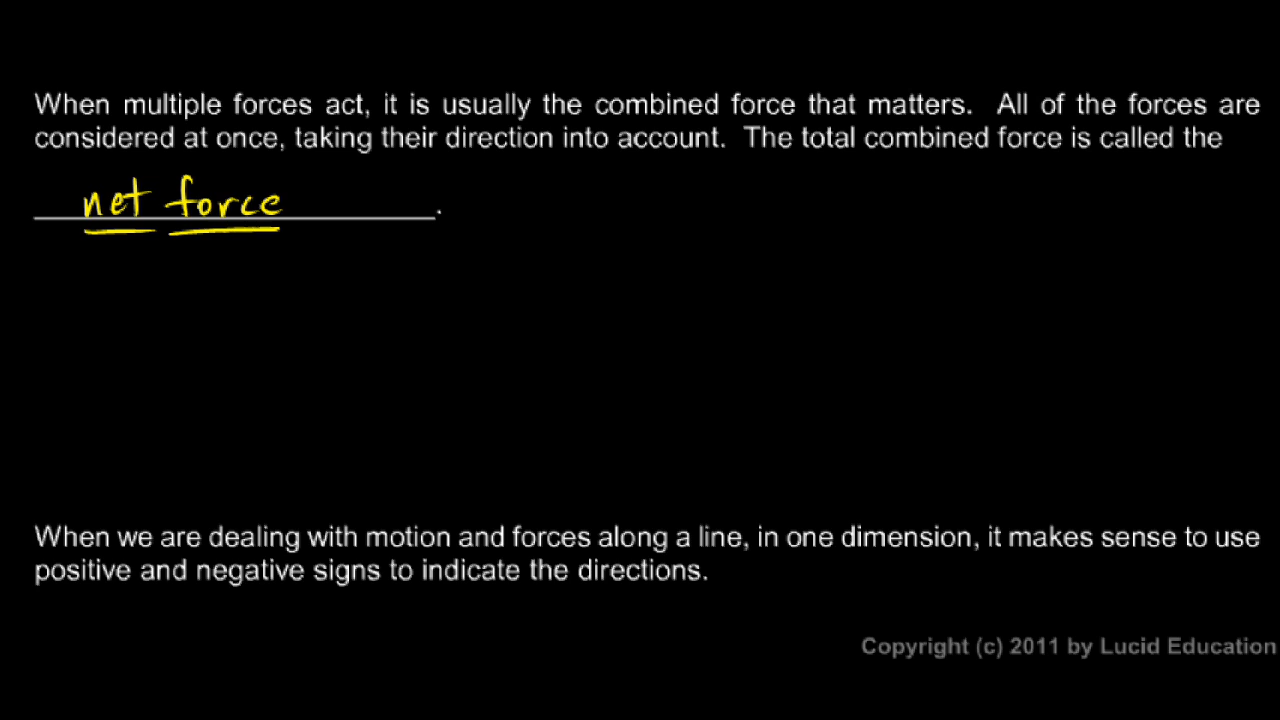 When multiple forces act, it is usually the combined force that matters. All of the forces are
considered at once, taking their direction into account. The total combined force is called the
net force.
When we are dealing with motion and forces along a line, in one dimension, it makes sense to use
positive and negative signs to indicate the directions.
Copyright (c) 2011 by Lucid Education